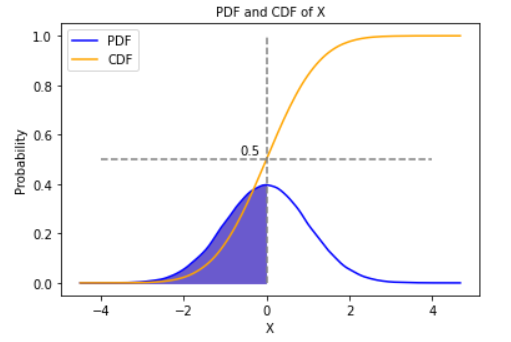 PDF and CDF of X
PDF
CDF
Probability
1.0
0.8
0.6
0.4
0.2
0.0
0.5
−4
−2
0
2
4
X